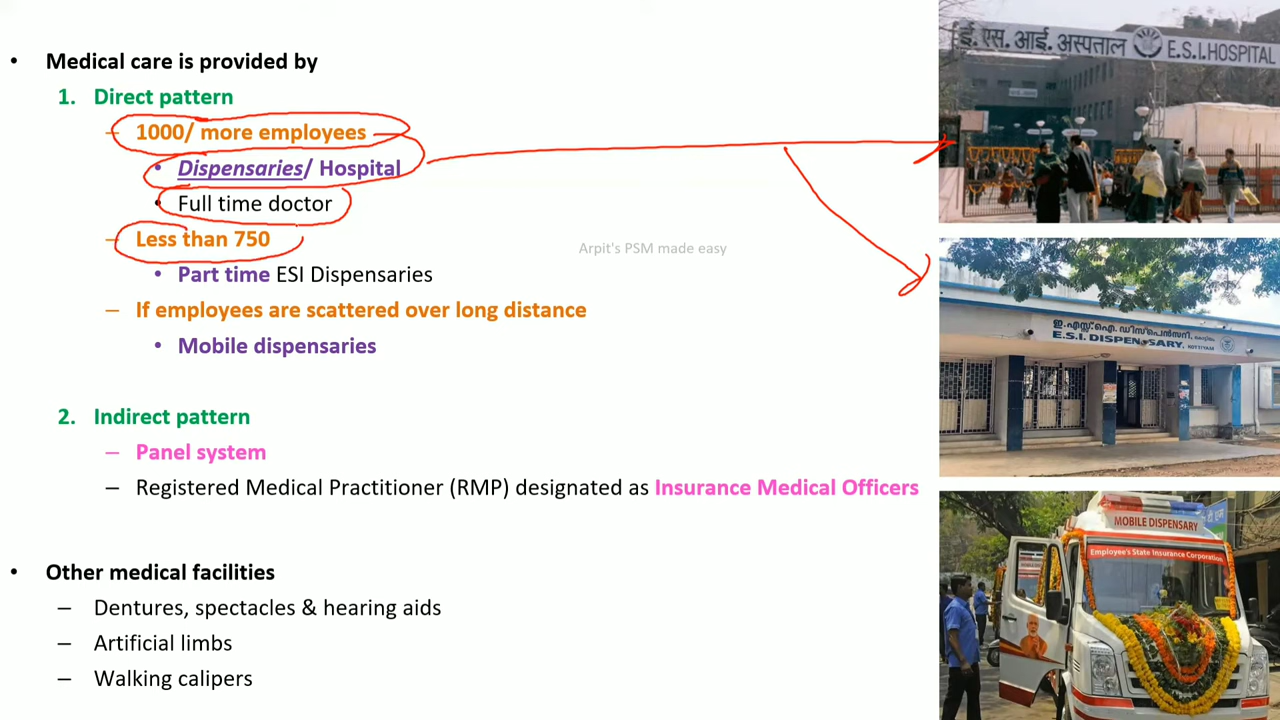 • Medical care is provided by
1. Direct pattern
– 1000/ more employees
• Dispensaries/ Hospital
• Full time doctor
– Less than 750
• Part time ESI Dispensaries
– If employees are scattered over long distance
• Mobile dispensaries
2. Indirect pattern
– Panel system
– Registered Medical Practitioner (RMP) designated as Insurance Medical Officers
• Other medical facilities
– Dentures, spectacles & hearing aids
– Artificial limbs
– Walking calipers
Arpit's PSM made easy
ई. एस. आई. अस्पताल E.S.I. HOSPITAL
ഇ.എസ്.ഐ. ഡിസ്പെൻസറി,
E.S.I. DISPENSARY, KOTTIYAM
MOBILE DISPENSARY
Employee's State Insurance Corporation